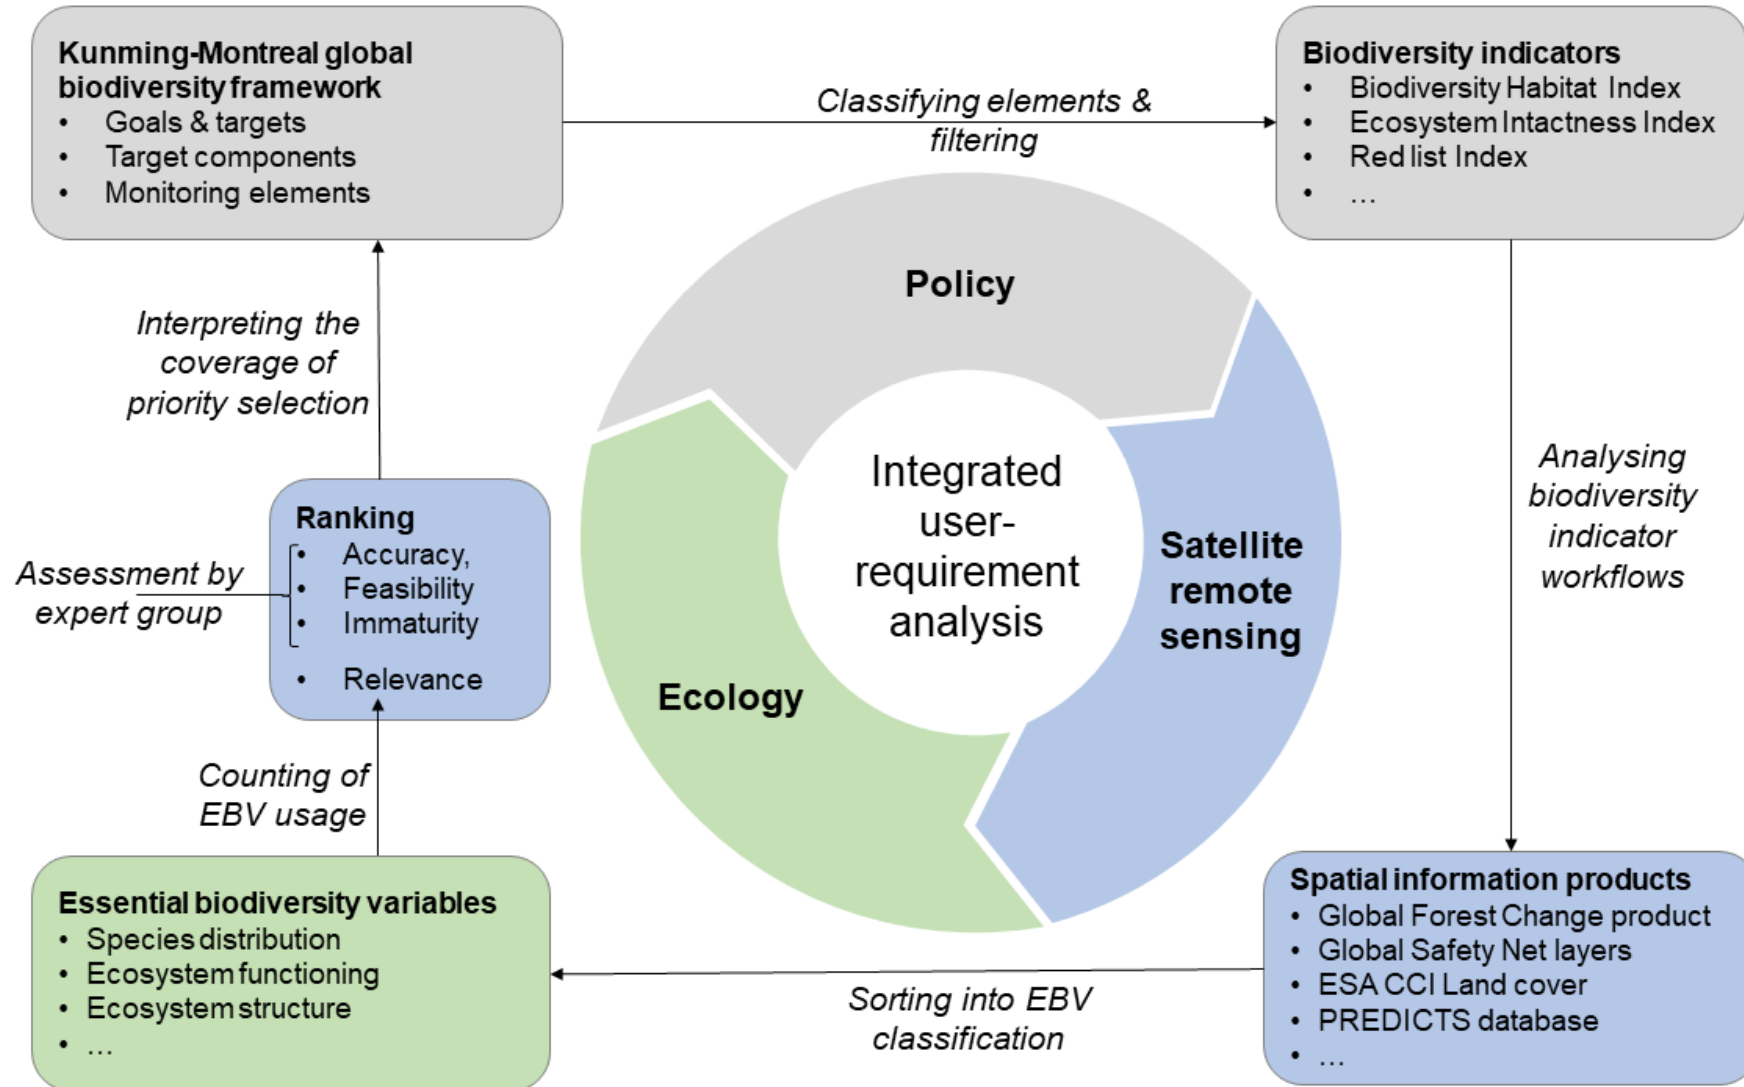 Kunming-Montreal global
biodiversity framework
• Goals & targets
• Target components
• Monitoring elements
Classifying elements &
filtering
Biodiversity indicators
• Biodiversity Habitat Index
• Ecosystem Intactness Index
• Red list Index
• ...
Policy
Interpreting the
coverage of
priority selection
Integrated
user-
requirement
analysis
Analysing
biodiversity
indicator
workflows
Satellite
remote
sensing
Ranking
• Accuracy,
• Feasibility
• Immaturity
• Relevance
Assessment by
expert group
Ecology
Counting of
EBV usage
Essential biodiversity variables
• Species distribution
• Ecosystem functioning
• Ecosystem structure
• ...
Sorting into EBV
classification
Spatial information products
• Global Forest Change product
• Global Safety Net layers
• ESA CCI Land cover
• PREDICTS database
• ...